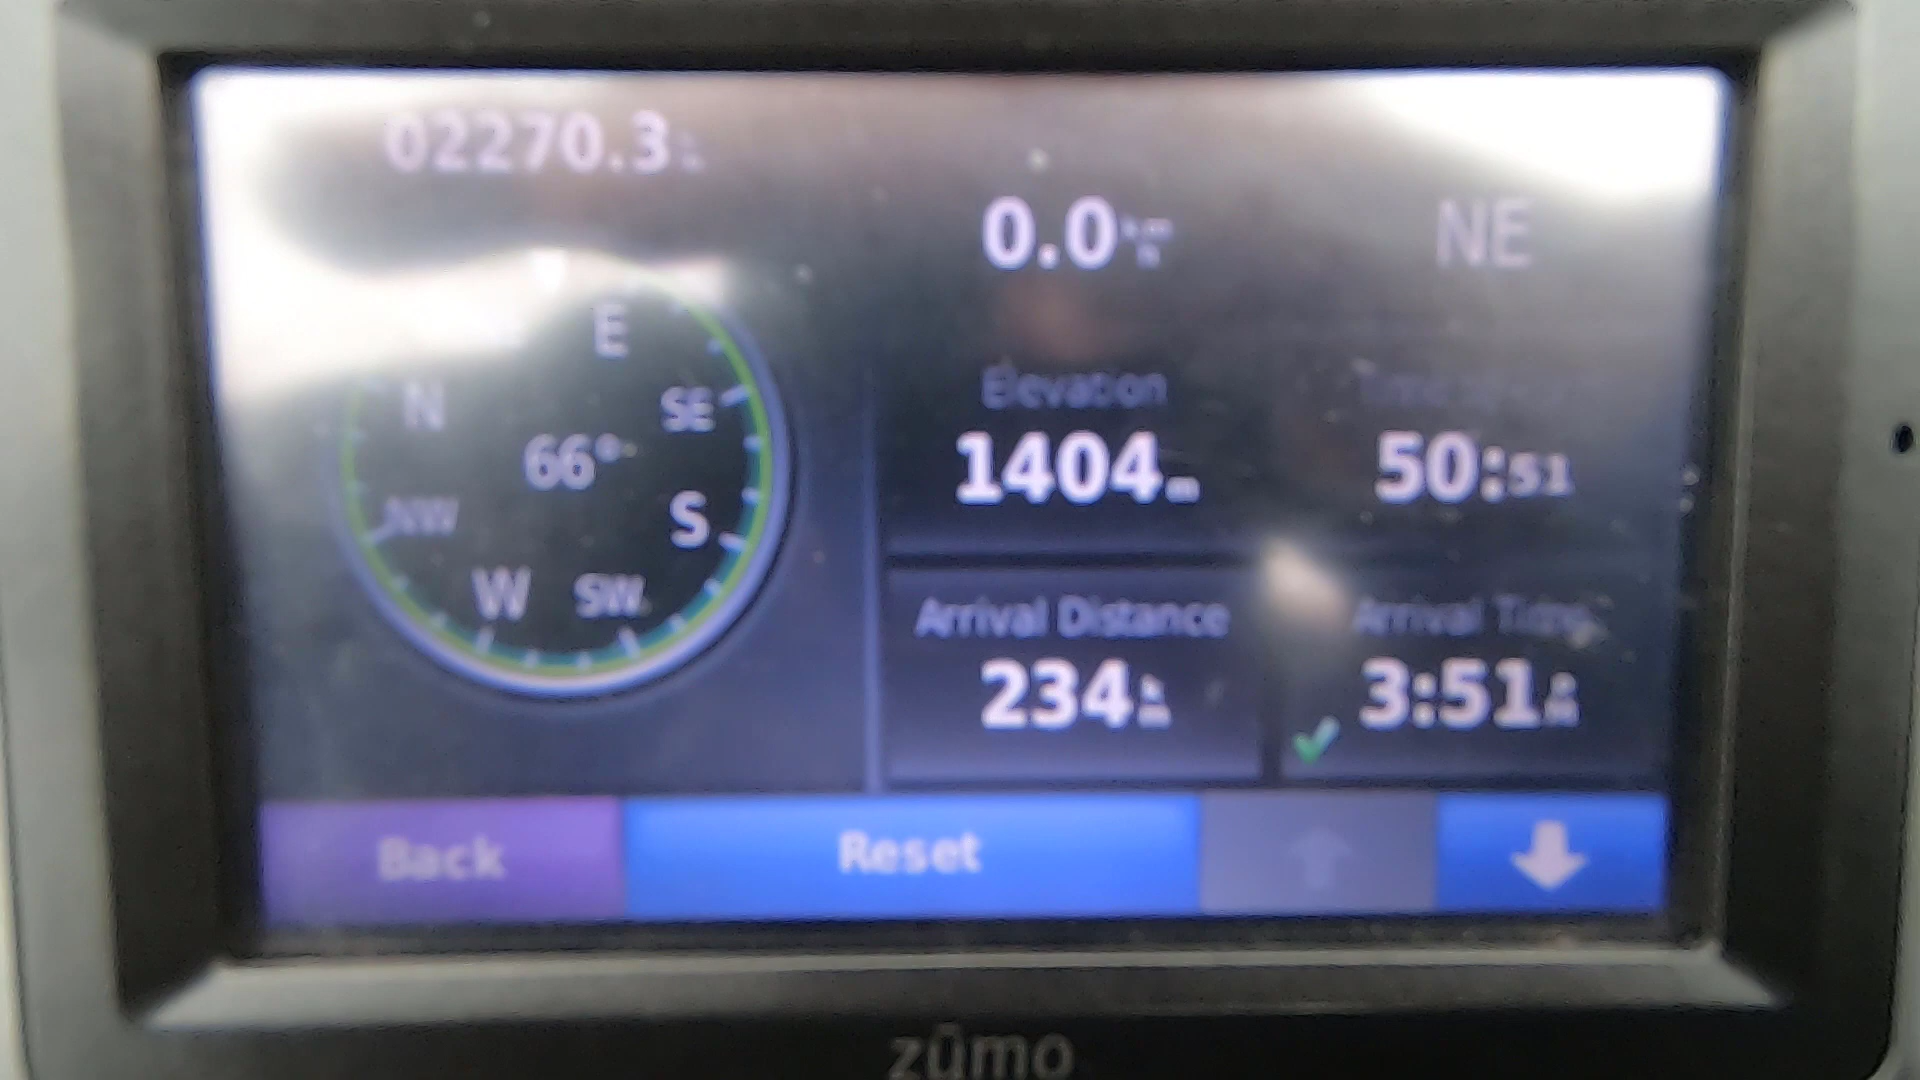 02270.3
0.0 km/h NE
E
N SE
66°
NW S
W SW
Elevation
1404 m 50:51
Arrival Distance Arrival Time
234 3:51
Back Reset
zūmo